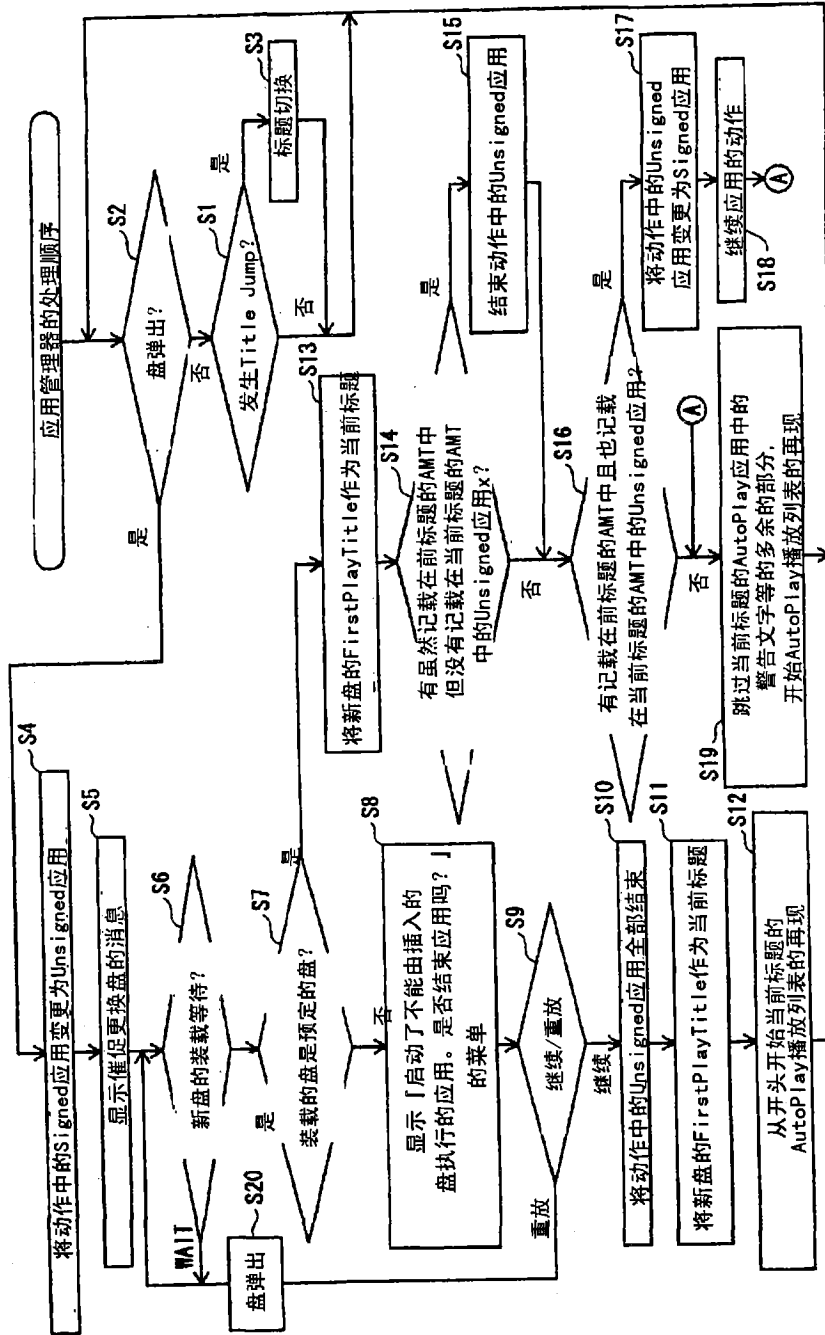 应用管理器的处理顺序
盘弹出?
S2
是
否
发生Title Jump?
S1
是
否
标题切换
S3
将动作中的Signed应用变更为Unsigned应用
S4
显示催促更换盘的消息
S5
新盘的装载等待?
S6
WAIT
是
装载的盘是预定的盘?
S7
是
否
盘弹出
S20
显示「启动了不能由插入的
盘执行的应用。是否结束应用吗?」
的菜单
S8
继续/重放
S9
重放
继续
将动作中的Unsigned应用全部结束
S10
将新盘的FirstPlayTitle作为当前标题
S11
从开头开始当前标题的
AutoPlay播放列表的再现
S12
将新盘的FirstPlayTitle作为当前标题
S13
有虽然记载在前标题的AMT中
但没有记载在当前标题的AMT
中的Unsigned应用x?
S14
是
否
结束动作中的Unsigned应用
S15
有记载在前标题的AMT中且也记载
在当前标题的AMT中的Unsigned应用?
S16
是
否
将动作中的Unsigned
应用变更为Signed应用
S17
继续应用的动作
S18
A
A
跳过当前标题的AutoPlay应用中的
警告文字等的多余的部分,
开始AutoPlay播放列表的再现
S19